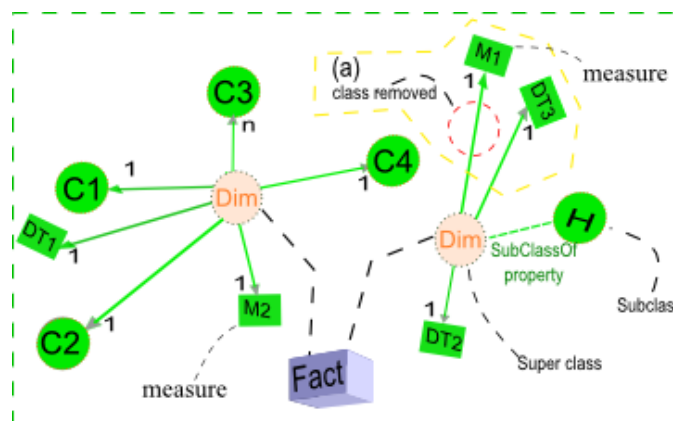 (a)
class removed
M1
1
measure
DT3
1
C3
n
C1
1
C4
1
DT1
1
Dim
C2
1
1
M2
measure
Dim
H
SubClassOf
property
Subclas
1
DT2
Super class
Fact